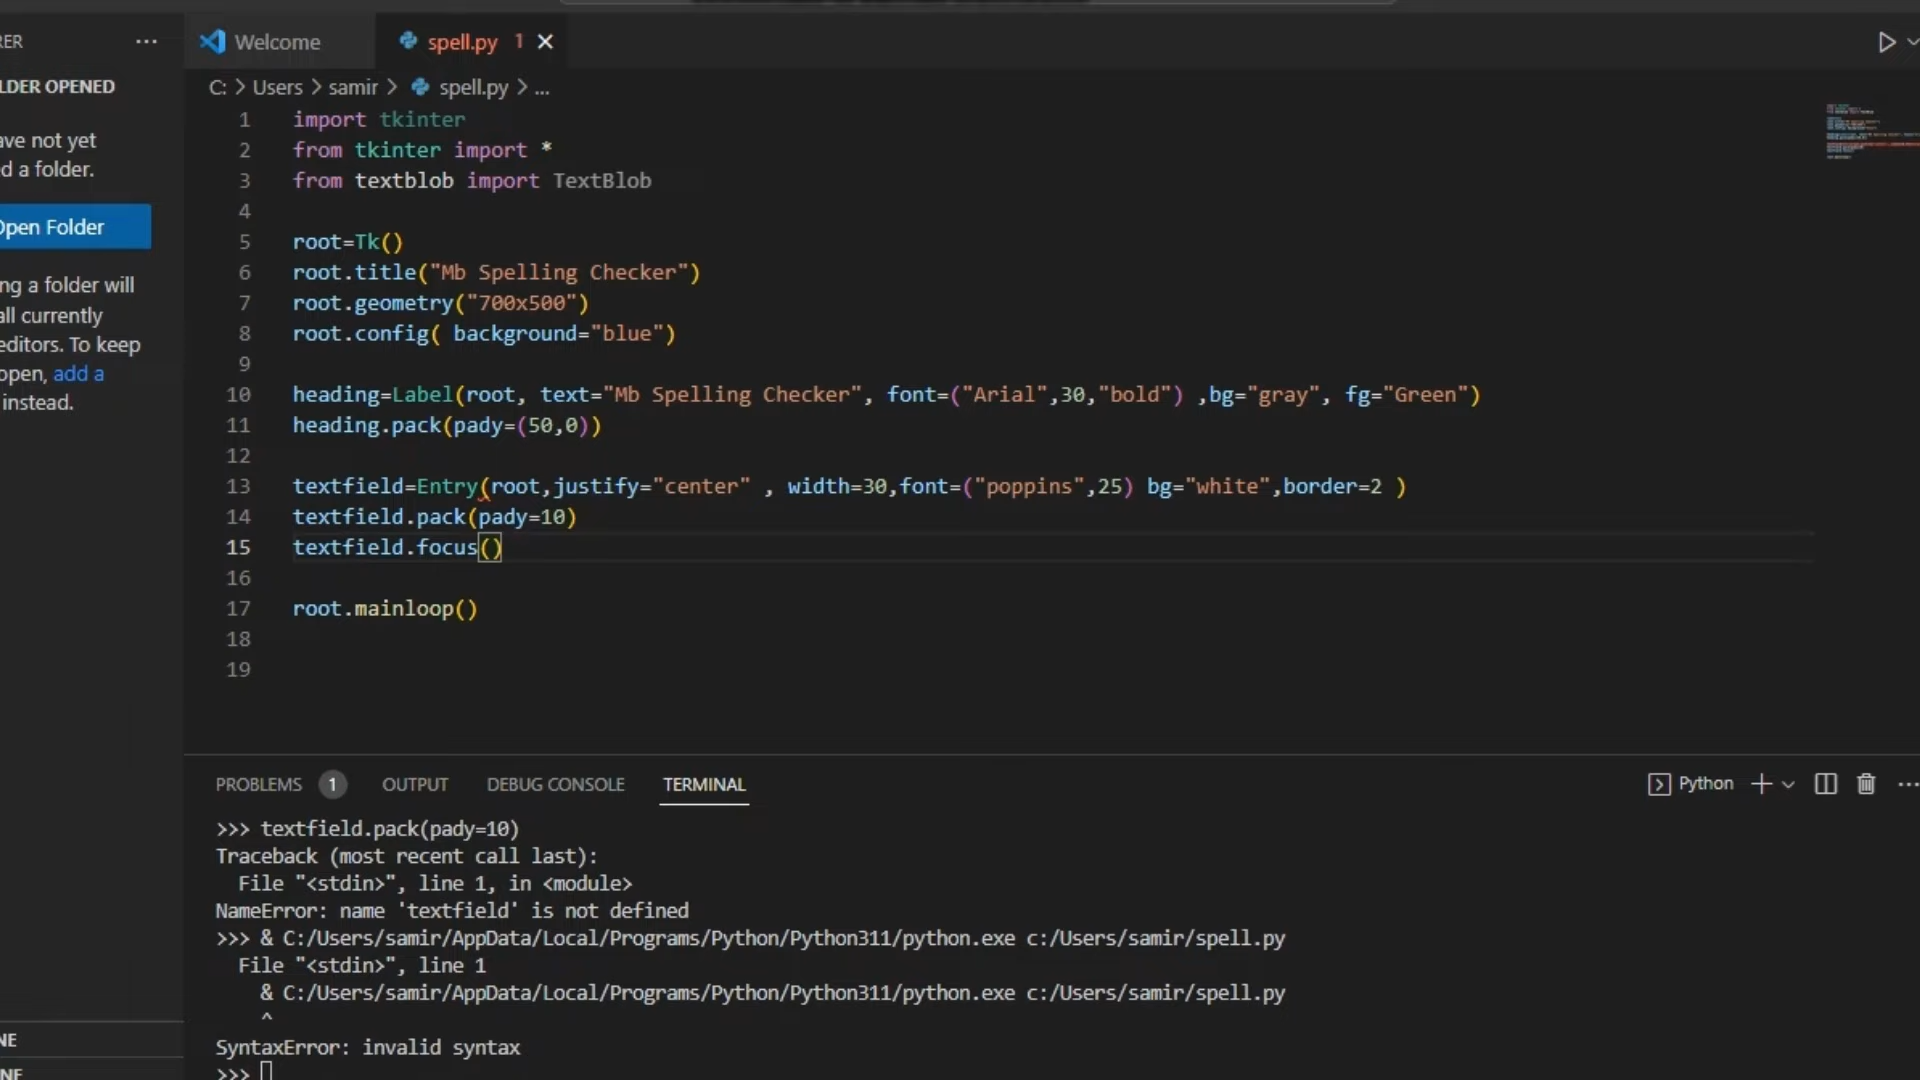 RER ...
Welcome
spell.py 1
LDER OPENED
C: > Users > samir > spell.py > ...
ave not yet
d a folder.
Open Folder
ng a folder will
all currently
editors. To keep
open, add a
instead.
1 import tkinter
2 from tkinter import *
3 from textblob import TextBlob
4
5 root=Tk()
6 root.title("Mb Spelling Checker")
7 root.geometry("700x500")
8 root.config( background="blue")
9
10 heading=Label(root, text="Mb Spelling Checker", font=("Arial",30,"bold") ,bg="gray", fg="Green")
11 heading.pack(pady=(50,0))
12
13 textfield=Entry(root,justify="center" , width=30,font=("poppins",25) bg="white",border=2 )
14 textfield.pack(pady=10)
15 textfield.focus()
16
17 root.mainloop()
18
19
PROBLEMS 1 OUTPUT DEBUG CONSOLE TERMINAL
Python
>>> textfield.pack(pady=10)
Traceback (most recent call last):
File "<stdin>", line 1, in <module>
NameError: name 'textfield' is not defined
>>> & C:/Users/samir/AppData/Local/Programs/Python/Python311/python.exe c:/Users/samir/spell.py
File "<stdin>", line 1
& C:/Users/samir/AppData/Local/Programs/Python/Python311/python.exe c:/Users/samir/spell.py
^
SyntaxError: invalid syntax
>>>
NE
NE